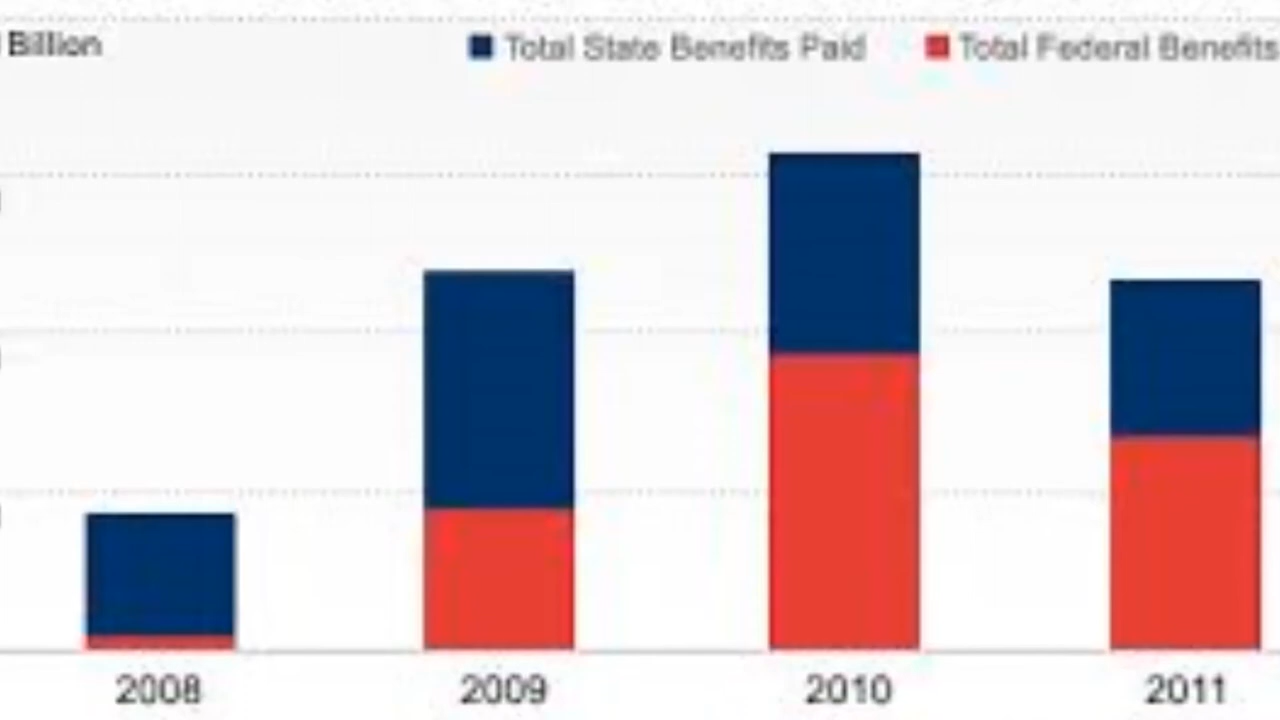 Billion
Total State Benefits Paid
Total Federal Benefits
2008
2009
2010
2011